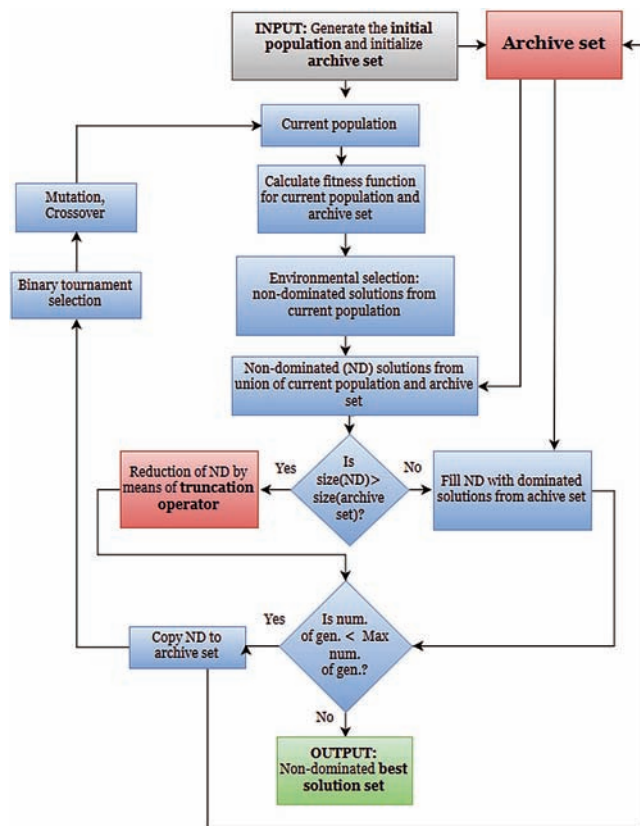 INPUT: Generate the initial
population and initialize
archive set
Archive set
Current population
Calculate fitness function
for current population and
archive set
Mutation,
Crossover
Environmental selection:
non-dominated solutions from
current population
Binary tournament
selection
Non-dominated (ND) solutions from
union of current population and archive
set
Reduction of ND by
means of truncation
operator
Yes
Is
size(ND)>
size(archive
set)?
No
Fill ND with dominated
solutions from achive set
Copy ND to
archive set
Yes
Is num.
of gen. < Max
num.
of gen.?
No
OUTPUT:
Non-dominated best
solution set